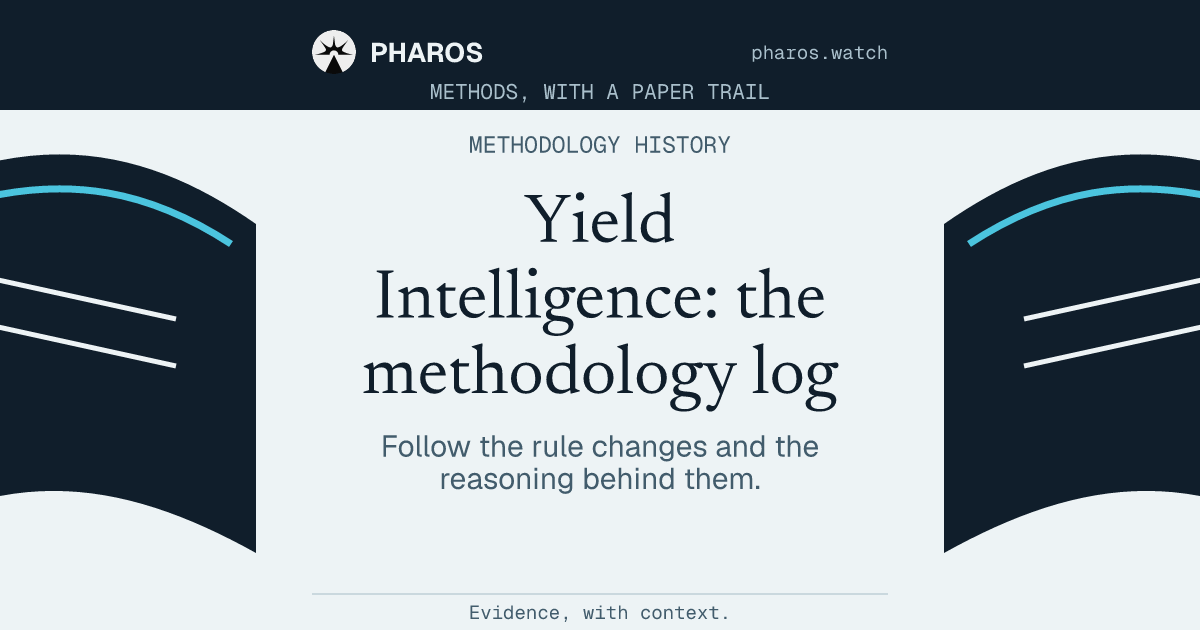 PHAROS
pharos.watch
METHODS, WITH A PAPER TRAIL
METHODOLOGY HISTORY
Yield
Intelligence: the
methodology log
Follow the rule changes and the
reasoning behind them.
Evidence, with context.